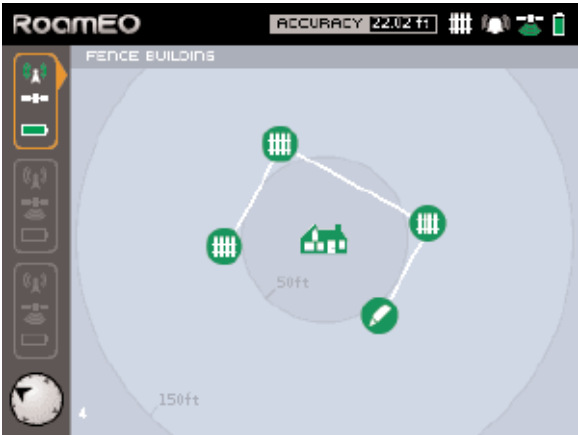 RoamEO
ACCURACY 22.02 ft
FENCE BUILDING
50ft
150ft
4